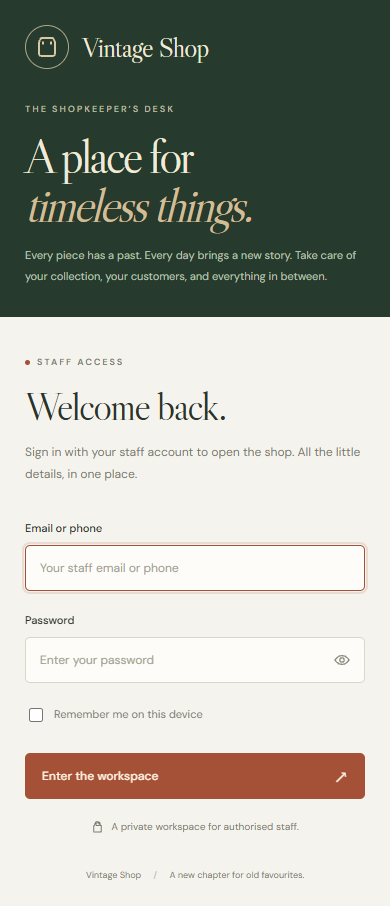 Vintage Shop
THE SHOPKEEPER'S DESK
A place for
timeless things.
Every piece has a past. Every day brings a new story. Take care of
your collection, your customers, and everything in between.
STAFF ACCESS
Welcome back.
Sign in with your staff account to open the shop. All the little
details, in one place.
Email or phone
Your staff email or phone
Password
Enter your password
Remember me on this device
Enter the workspace ↗
A private workspace for authorised staff.
Vintage Shop / A new chapter for old favourites.